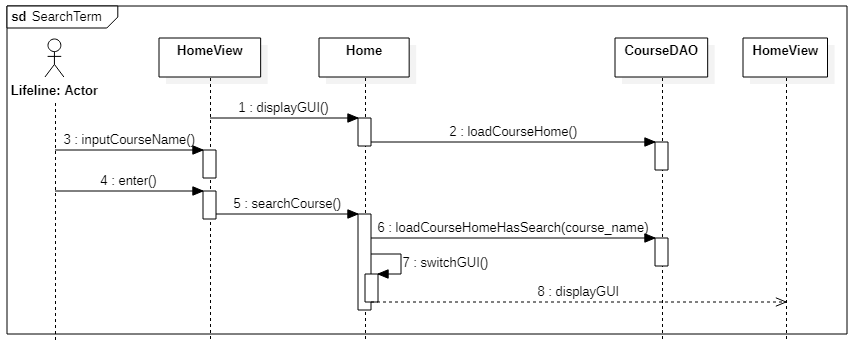 sd SearchTerm
Lifeline: Actor
HomeView
Home
CourseDAO
HomeView
1 : displayGUI()
2 : loadCourseHome()
3 : inputCourseName()
4 : enter()
5 : searchCourse()
6 : loadCourseHomeHasSearch(course_name)
7 : switchGUI()
8 : displayGUI